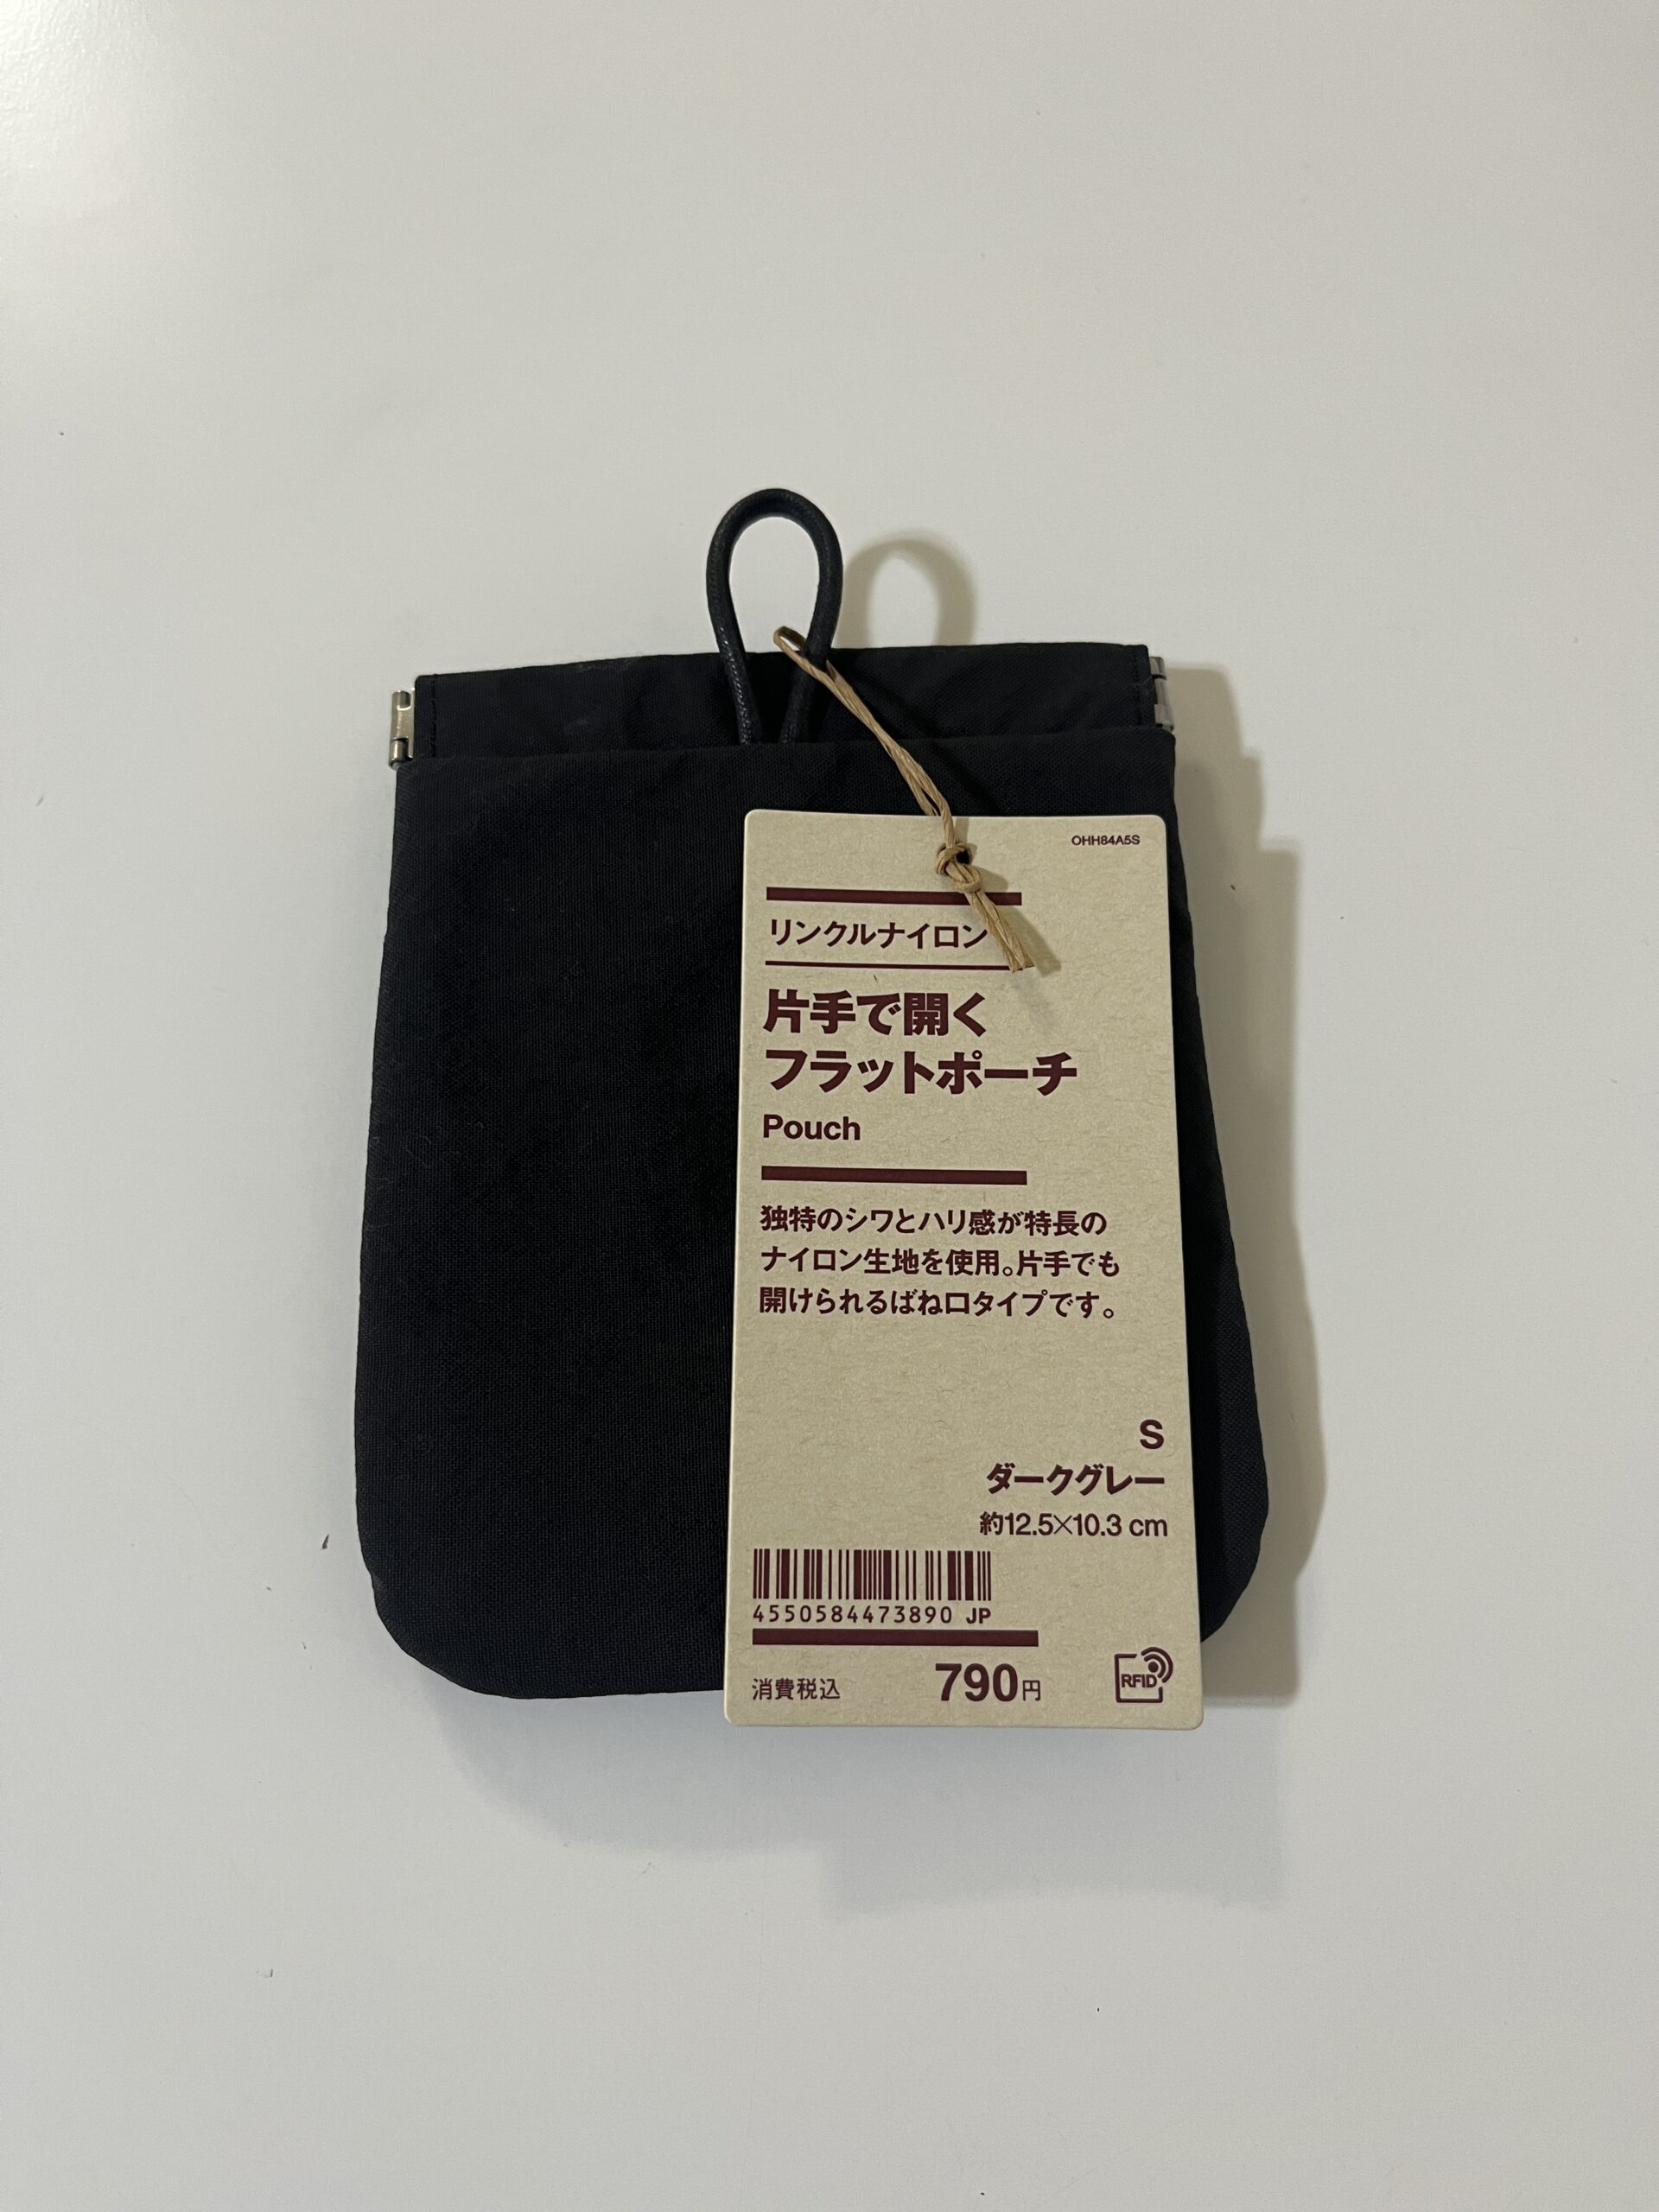 OHH84A5S
リンクルナイロン
片手で開く
フラットポーチ
Pouch
独特のシワとハリ感が特長の
ナイロン生地を使用。片手でも
開けられるばね口タイプです。
S
ダークグレー
約12.5×10.3 cm
4550584473890 JP
消費税込 790円
RFID